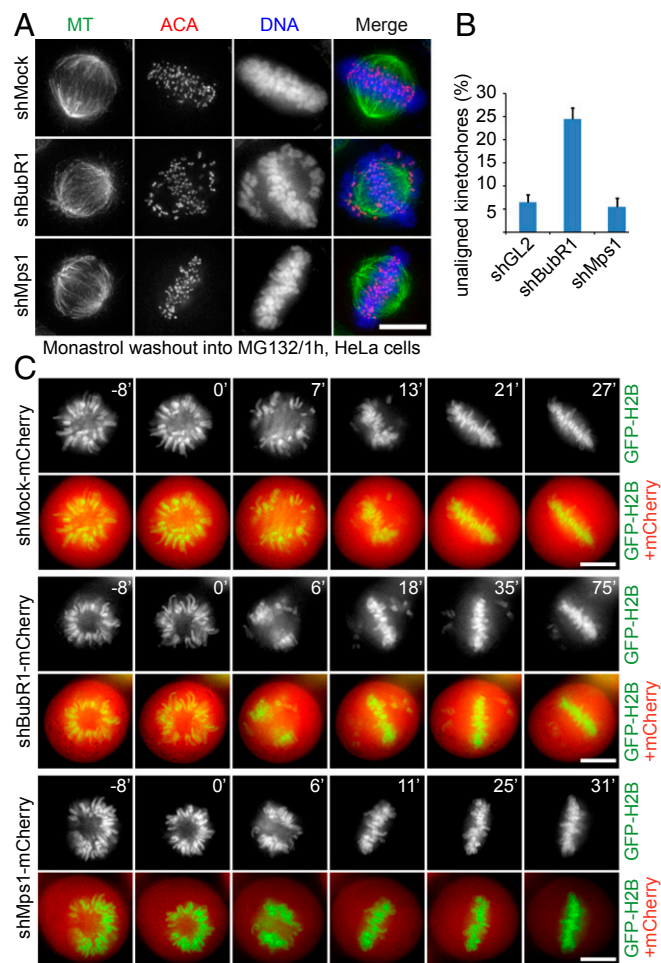 A
MT ACA DNA Merge
shMock
shBubR1
shMps1
Monastrol washout into MG132/1h, HeLa cells
B
unaligned kinetochores (%)
30
25
20
15
10
5
shGL2 shBubR1 shMps1
C
shMock-mCherry
-8' 0' 7' 13' 21' 27'
GFP-H2B
GFP-H2B
+mCherry
shBubR1-mCherry
-8' 0' 6' 18' 35' 75'
GFP-H2B
GFP-H2B
+mCherry
shMps1-mCherry
-8' 0' 6' 11' 25' 31'
GFP-H2B
GFP-H2B
+mCherry